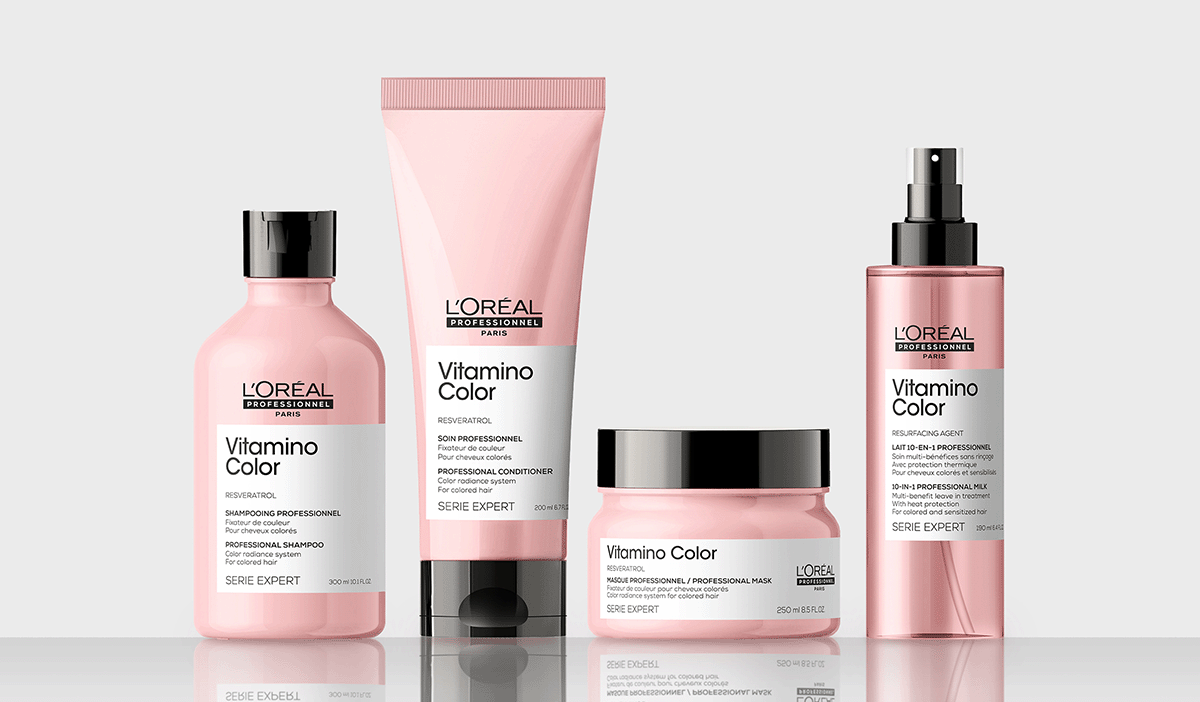 L'ORÉAL
PROFESSIONNEL
PARIS
Vitamino
Color
RESVERATROL
SHAMPOOING PROFESSIONNEL
Fixateur de couleur
Pour cheveux colorés
PROFESSIONAL SHAMPOO
Color radiance system
For colored hair
SERIE EXPERT
300 ml 10.1 FL.OZ.
L'ORÉAL
PROFESSIONNEL
PARIS
Vitamino
Color
RESVERATROL
SOIN PROFESSIONNEL
Fixateur de couleur
Pour cheveux colorés
PROFESSIONAL CONDITIONER
Color radiance system
For colored hair
SERIE EXPERT
200 ml 6.7 FL
Vitamino Color
RESVERATROL
MASQUE PROFESSIONNEL / PROFESSIONAL MASK
Fixateur de couleur pour cheveux colorés
Color radiance system for colored hair
SERIE EXPERT
L'ORÉAL
PROFESSIONNEL
PARIS
250 ml 8.5 FL.OZ.
L'ORÉAL
PROFESSIONNEL
PARIS
Vitamino
Color
RESURFACING AGENT
LAIT 10-EN-1 PROFESSIONNEL
Soin multi-bénéfices sans rinçage
Avec protection thermique
Pour cheveux colorés et sensibilisés
10-IN-1 PROFESSIONAL MILK
Multi-benefit leave in treatment
With heat protection
For colored and sensitized hair
SERIE EXPERT
190 ml 6.4